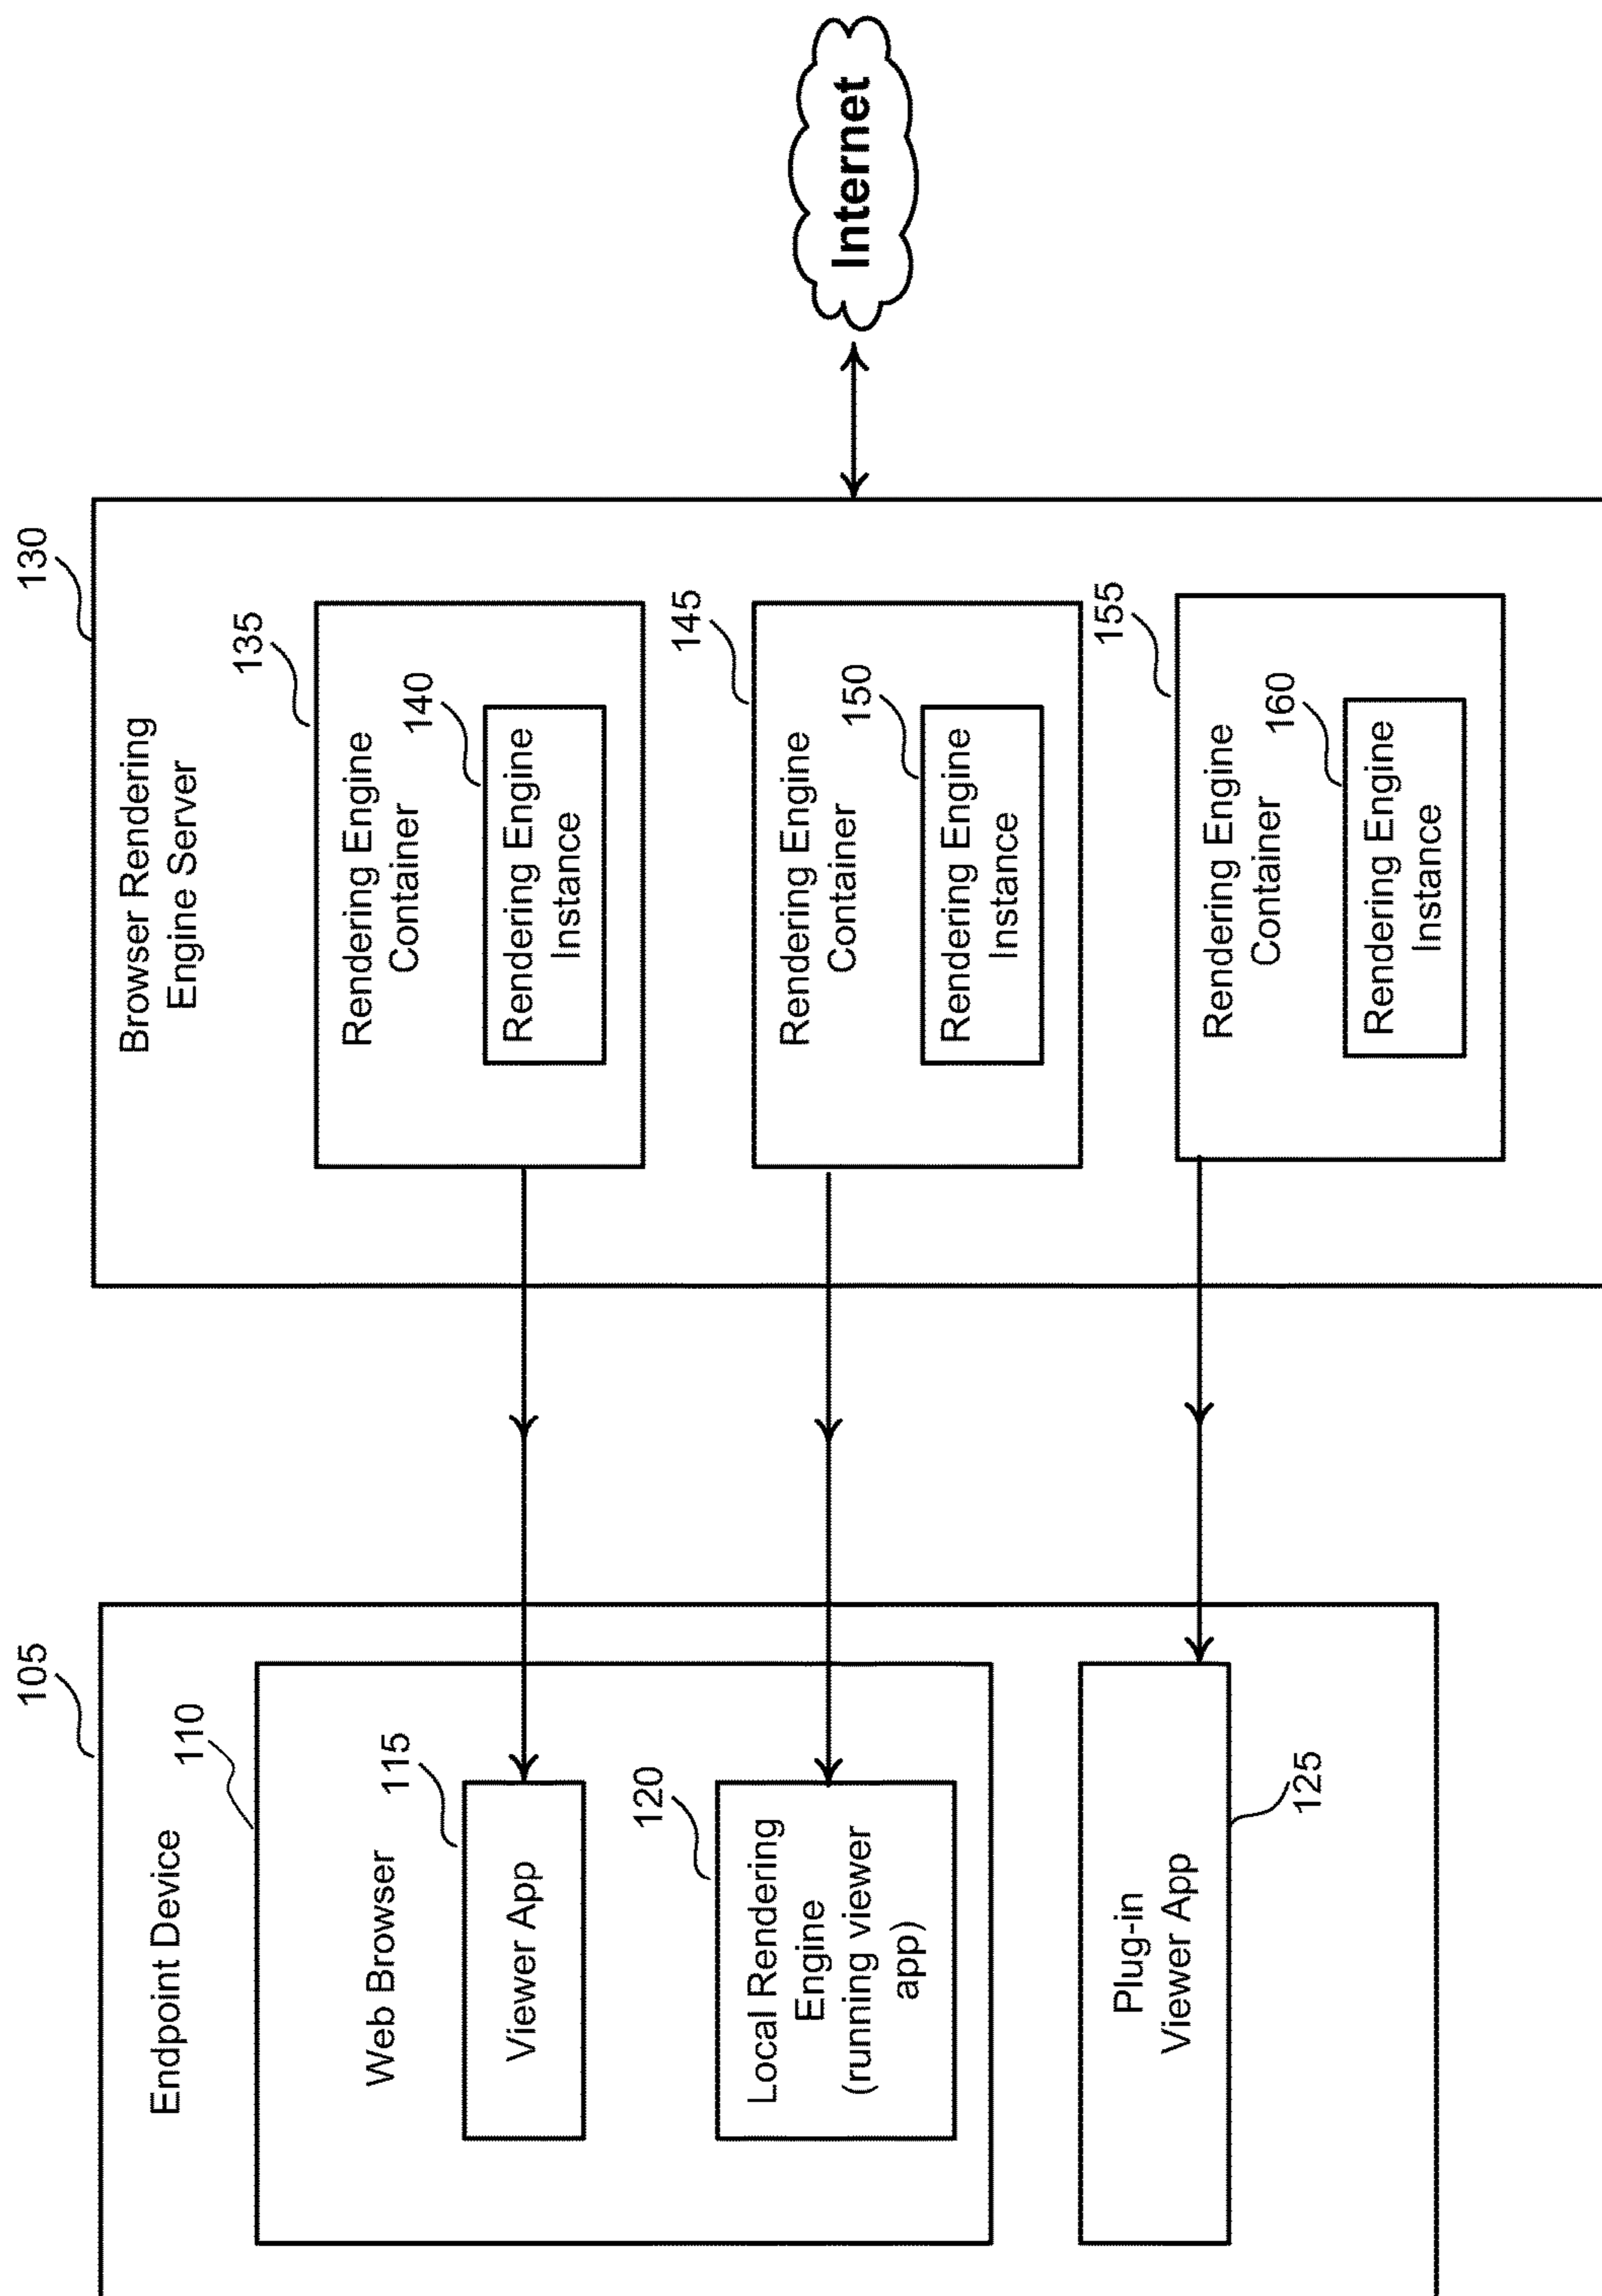 105
Endpoint Device
110
Web Browser
115
Viewer App
120
Local Rendering
Engine
(running viewer
app)
Plug-in
Viewer App
125
130
Browser Rendering
Engine Server
135
Rendering Engine
Container
140
Rendering Engine
Instance
145
Rendering Engine
Container
150
Rendering Engine
Instance
155
Rendering Engine
Container
160
Rendering Engine
Instance
Internet